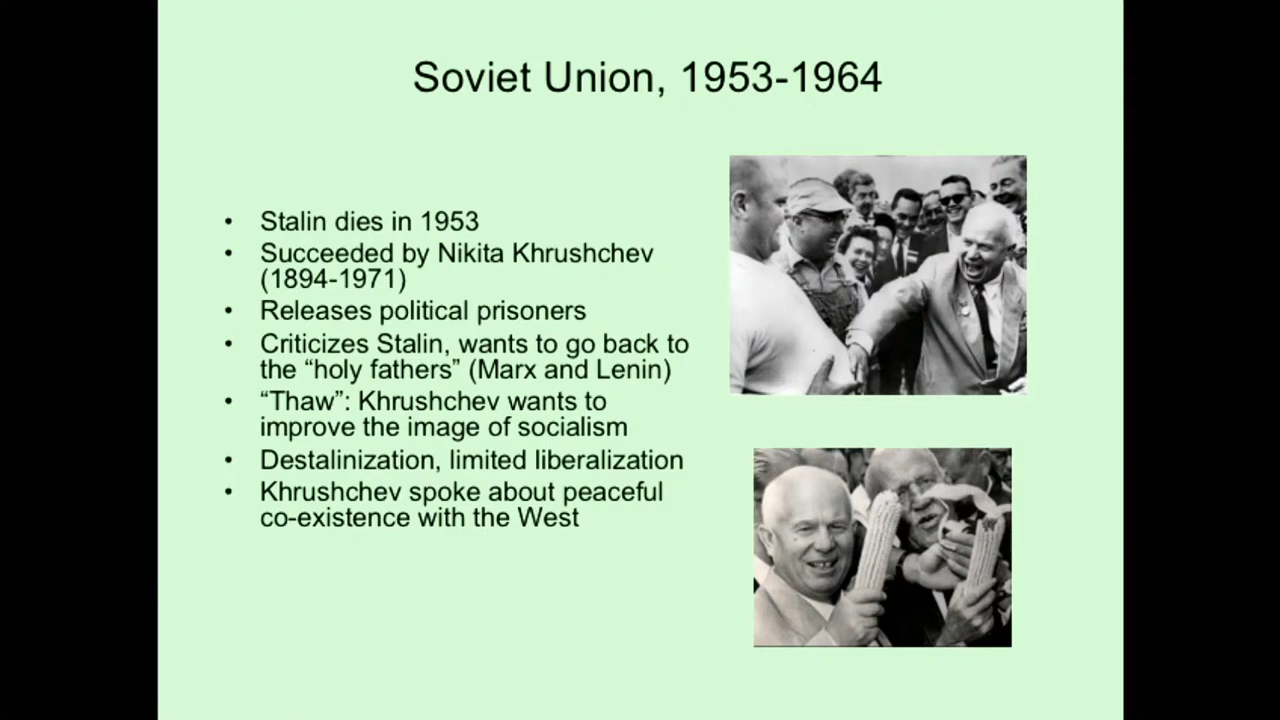 Soviet Union, 1953-1964
• Stalin dies in 1953
• Succeeded by Nikita Khrushchev
(1894-1971)
• Releases political prisoners
• Criticizes Stalin, wants to go back to
the “holy fathers” (Marx and Lenin)
• “Thaw”: Khrushchev wants to
improve the image of socialism
• Destalinization, limited liberalization
• Khrushchev spoke about peaceful
co-existence with the West